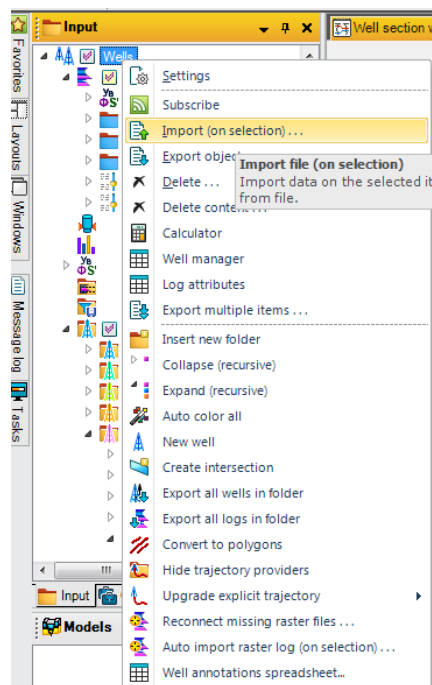 Input
Well section
Favorites
Layouts
Windows
Message log
Tasks
Wells
Settings
Subscribe
Import (on selection) ...
Export object
Delete ...
Delete content ...
Calculator
Well manager
Log attributes
Export multiple items ...
Insert new folder
Collapse (recursive)
Expand (recursive)
Auto color all
New well
Create intersection
Export all wells in folder
Export all logs in folder
Convert to polygons
Hide trajectory providers
Upgrade explicit trajectory
Reconnect missing raster files ...
Auto import raster log (on selection) ...
Well annotations spreadsheet...
Import file (on selection)
Import data on the selected it
from file.
Input
Models